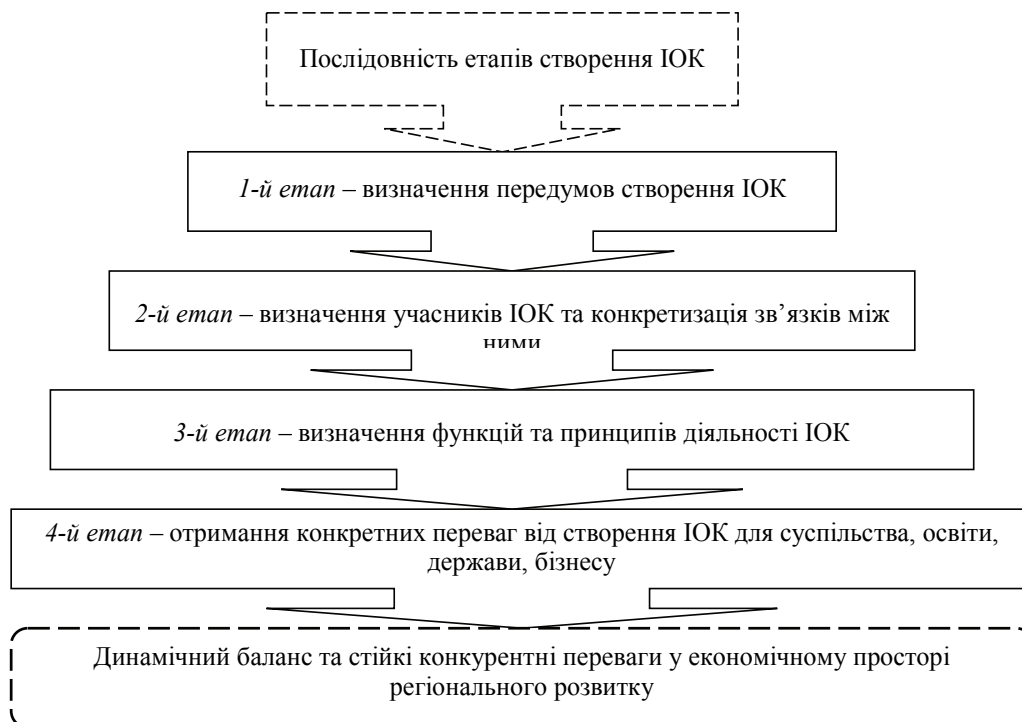 Послідовність етапів створення ІОК
1-й етап – визначення передумов створення ІОК
2-й етап – визначення учасників ІОК та конкретизація зв’язків між
ними
3-й етап – визначення функцій та принципів діяльності ІОК
4-й етап – отримання конкретних переваг від створення ІОК для суспільства, освіти,
держави, бізнесу
Динамічний баланс та стійкі конкурентні переваги у економічному просторі
регіонального розвитку